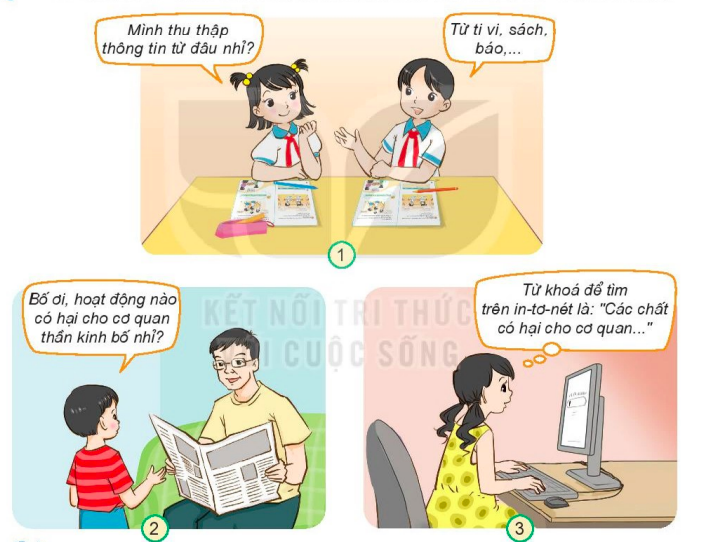 Mình thu thập
thông tin từ đâu nhỉ?
Từ ti vi, sách,
báo,...
1
Bố ơi, hoạt động nào
có hại cho cơ quan
thần kinh bố nhỉ?
2
Từ khoá để tìm
trên in-tơ-nét là: "Các chất
có hại cho cơ quan..."
3
KẾT NỐI TRI THỨC
I CUỘC SỐNG